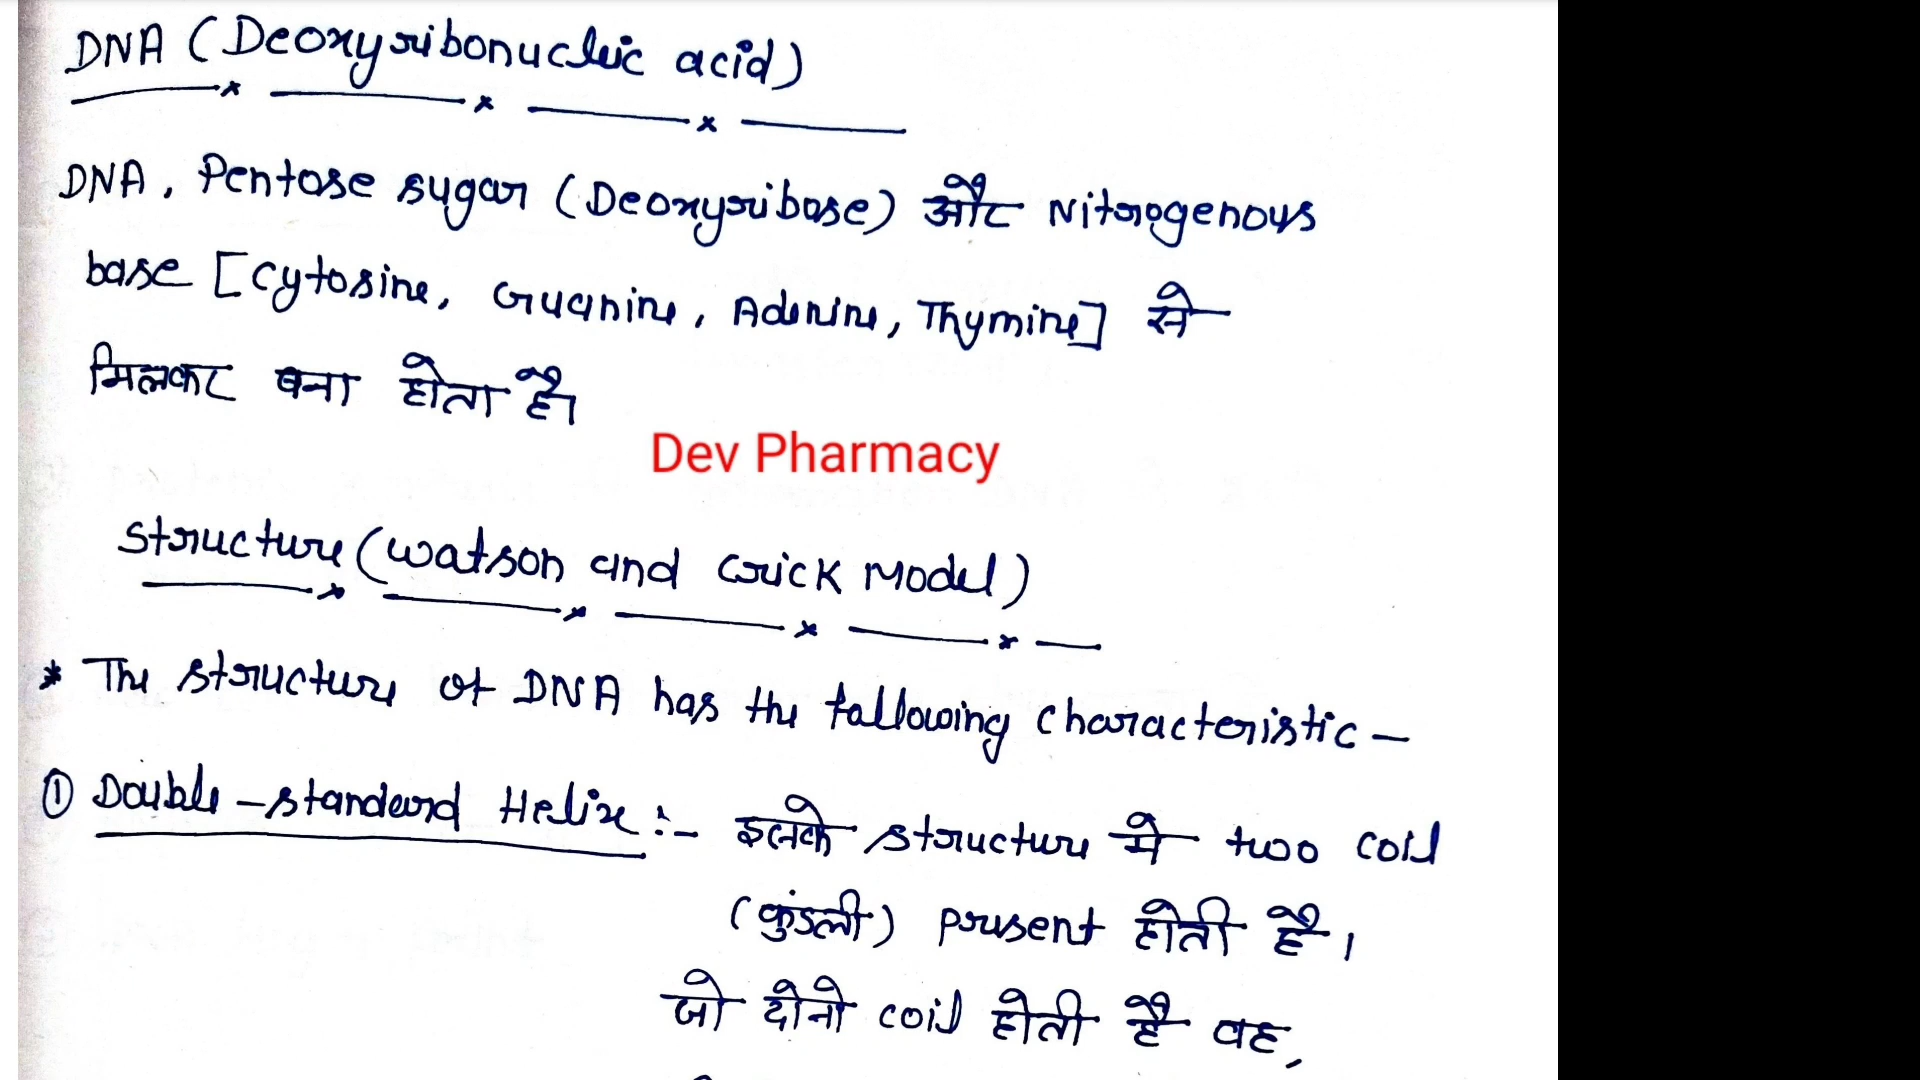 DNA (Deoxyribonucleic acid)
DNA, Pentose sugar (Deoxyribose) और Nitrogenous
base [Cytosine, Guanine, Adenine, Thymine] से
मिलकर बना होता है।
Dev Pharmacy
Structure (Watson and Crick Model)
* The structure of DNA has the following characteristic -
① Double-standerd Helix :- इसके structure मे two coil
(कुंडली) present होती है।
जो दोनो coil होती है वह,